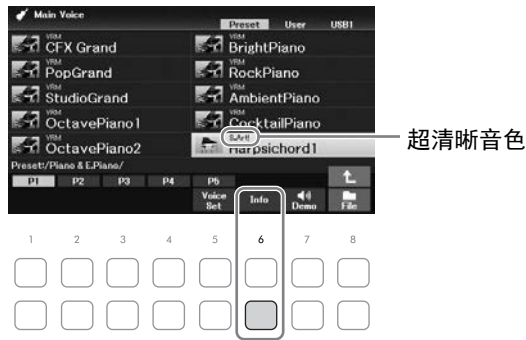 Main Voice
Preset User USB1
VRM VRM
CFX Grand BrightPiano
VRM VRM
PopGrand RockPiano
VRM VRM
StudioGrand AmbientPiano
VRM VRM
OctavePiano1 CocktailPiano
VRM S.Art!
OctavePiano2 Harpsichord1
超清晰音色
Preset:/Piano & E.Piano/
P1 P2 P3 P4 P5
Voice Set Info Demo File
1 2 3 4 5 6 7 8